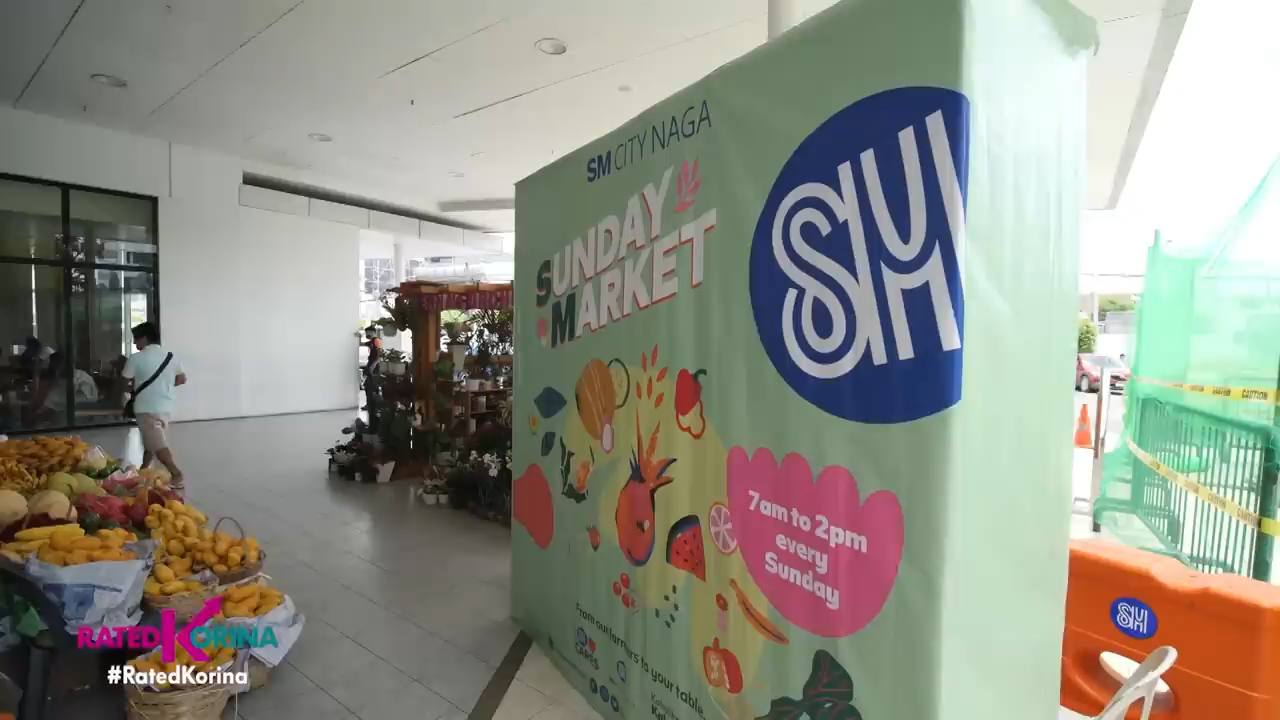 SM CITY NAGA
SUNDAY
MARKET
SM
7am to 2pm
every
Sunday
From our farmers to your table.
CARES
CAUTION
SM
RATED KORINA
#RatedKorina